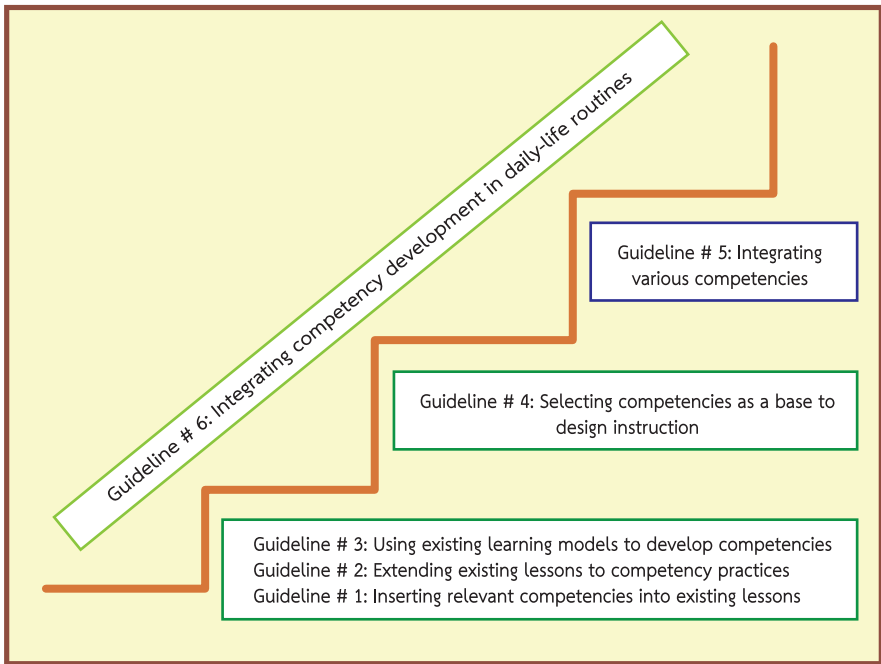 Guideline # 6: Integrating competency development in daily-life routines
Guideline # 5: Integrating
various competencies
Guideline # 4: Selecting competencies as a base to
design instruction
Guideline # 3: Using existing learning models to develop competencies
Guideline # 2: Extending existing lessons to competency practices
Guideline # 1: Inserting relevant competencies into existing lessons